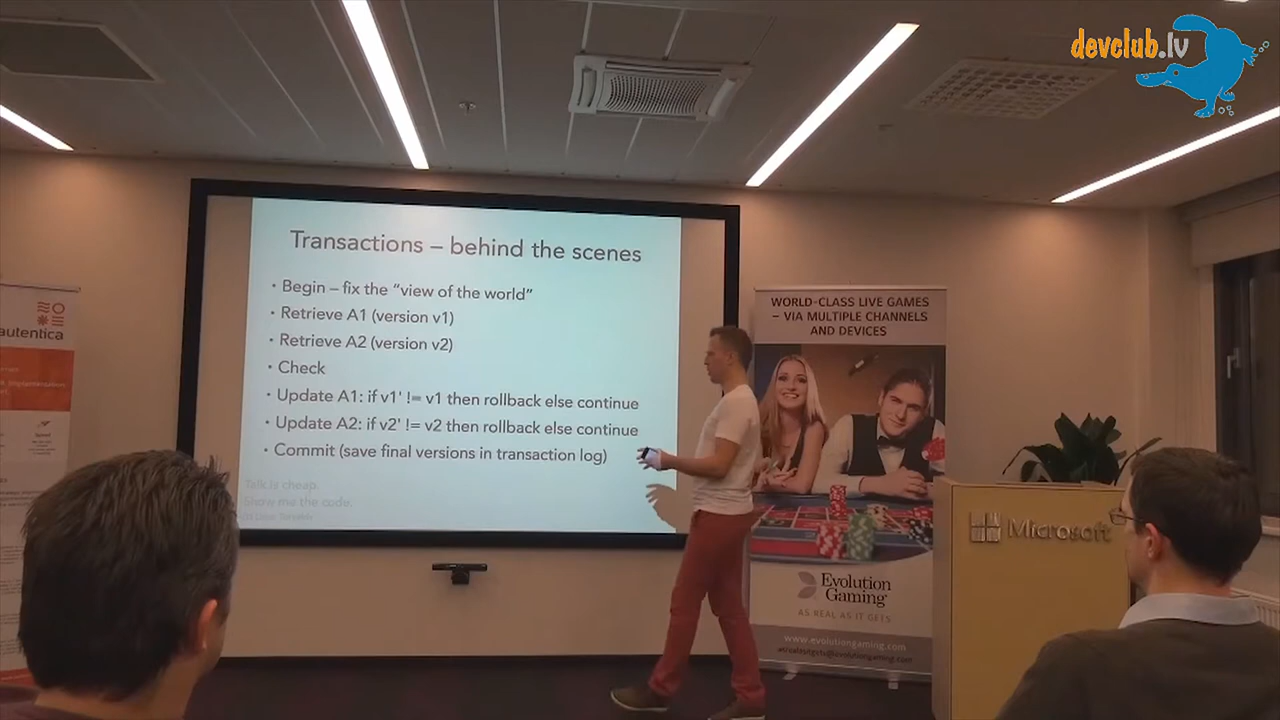 devclub.lv
Transactions – behind the scenes
• Begin – fix the “view of the world”
• Retrieve A1 (version v1)
• Retrieve A2 (version v2)
• Check
• Update A1: if v1' != v1 then rollback else continue
• Update A2: if v2' != v2 then rollback else continue
• Commit (save final versions in transaction log)
Talk is cheap.
Show me the code.
autentica
WORLD-CLASS LIVE GAMES
– VIA MULTIPLE CHANNELS
AND DEVICES
Evolution
Gaming
AS REAL AS IT GETS
www.evolutiongaming.com
asrealasitgets@evolutiongaming.com
Microsoft